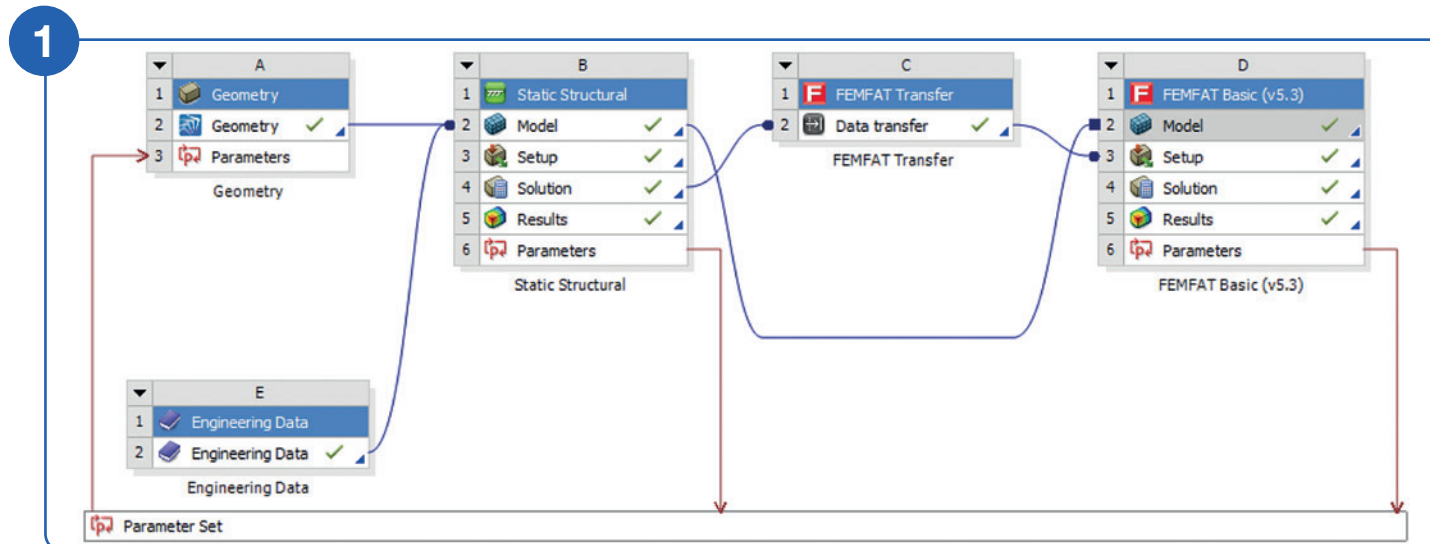 1
A
1 Geometry
2 Geometry
3 Parameters
Geometry
B
1 Static Structural
2 Model
3 Setup
4 Solution
5 Results
6 Parameters
Static Structural
C
1 FEMFAT Transfer
2 Data transfer
FEMFAT Transfer
D
1 FEMFAT Basic (v5.3)
2 Model
3 Setup
4 Solution
5 Results
6 Parameters
FEMFAT Basic (v5.3)
E
1 Engineering Data
2 Engineering Data
Engineering Data
Parameter Set